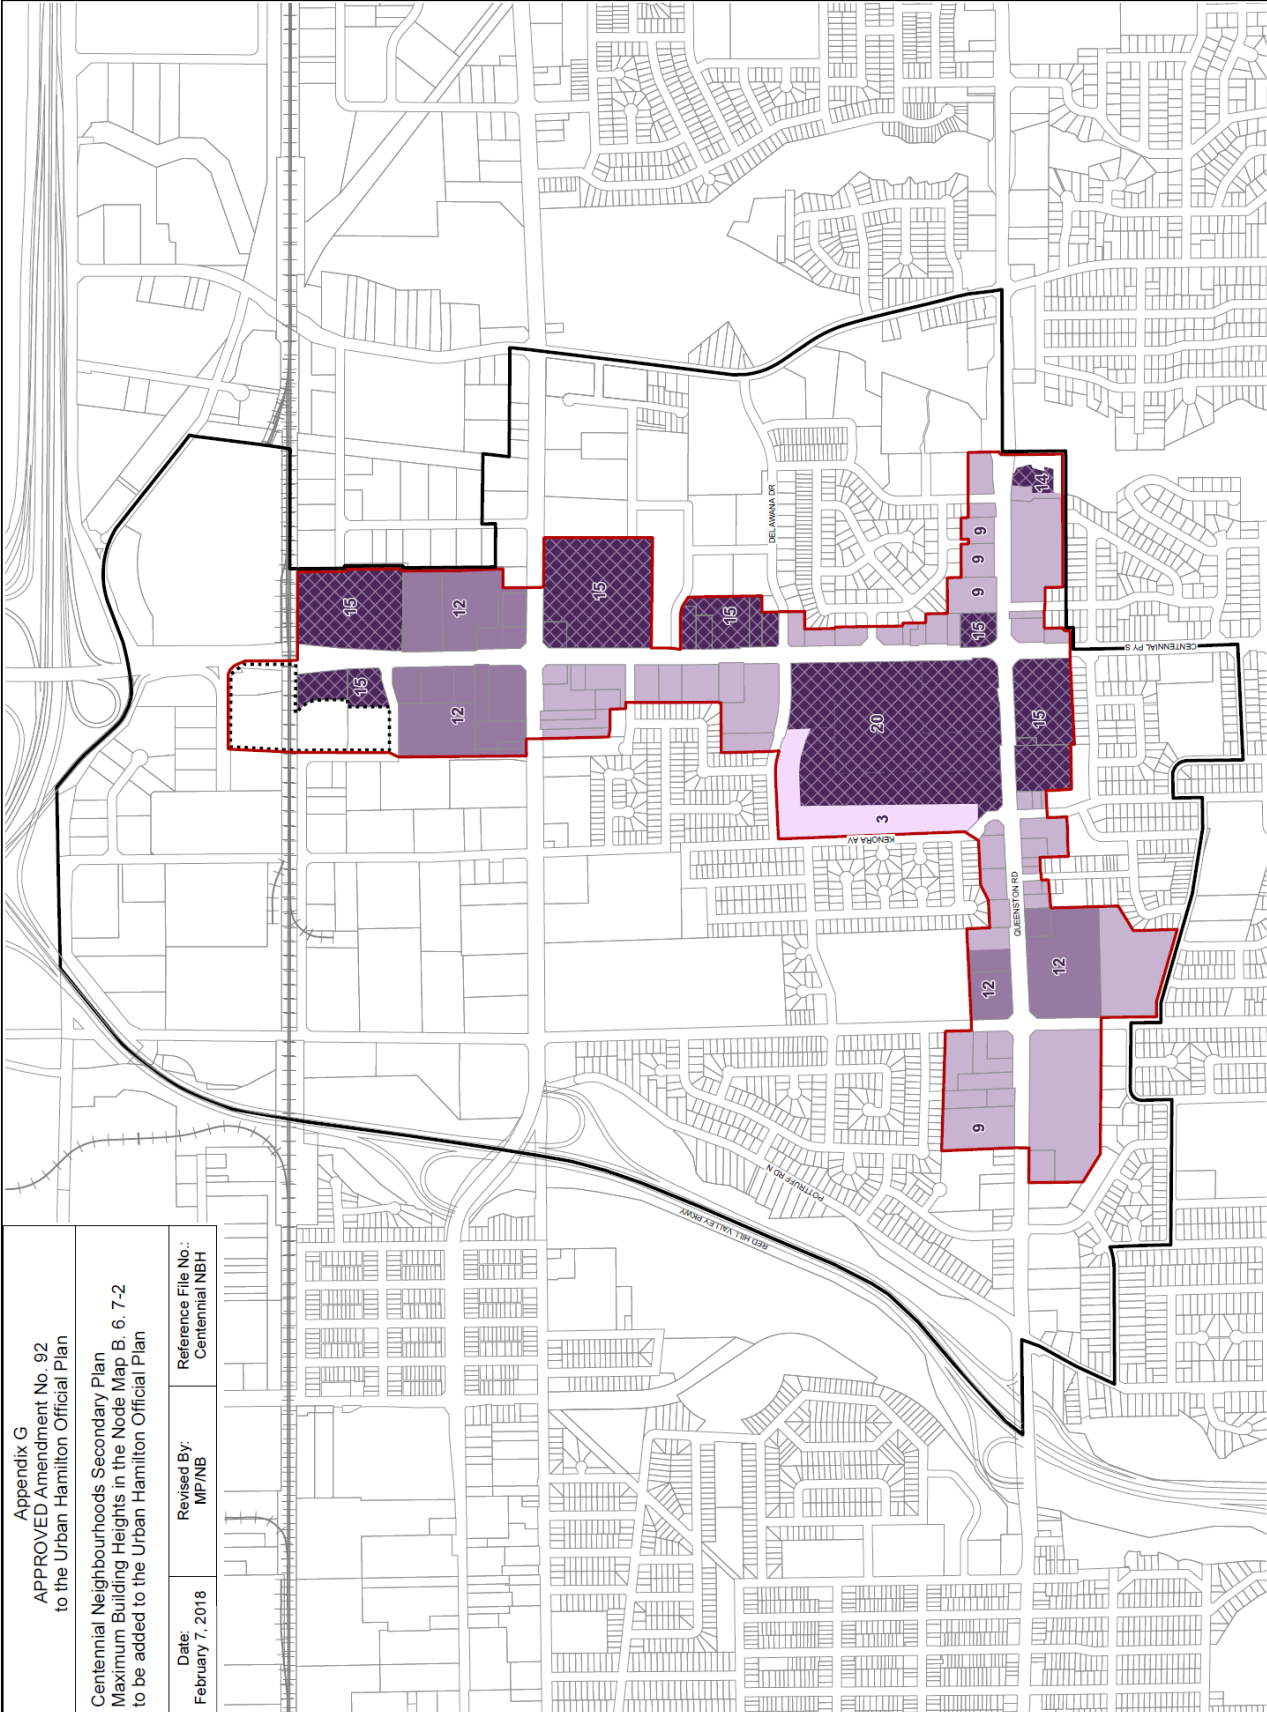 Appendix G
APPROVED Amendment No. 92
to the Urban Hamilton Official Plan
Centennial Neighbourhoods Secondary Plan
Maximum Building Heights in the Node Map B. 6. 7-2
to be added to the Urban Hamilton Official Plan
Date:
February 7, 2018
Revised By:
MP/NB
Reference File No.:
Centennial NBH
RED HILL VALLEY PKWY
POTTRUFF RD N
9
12
12
QUEENSTON RD
KENORA AV
3
20
15
12
15
15
12
15
15
DELAWANA DR
15
9
9
9
14
CENTENNIAL PY S